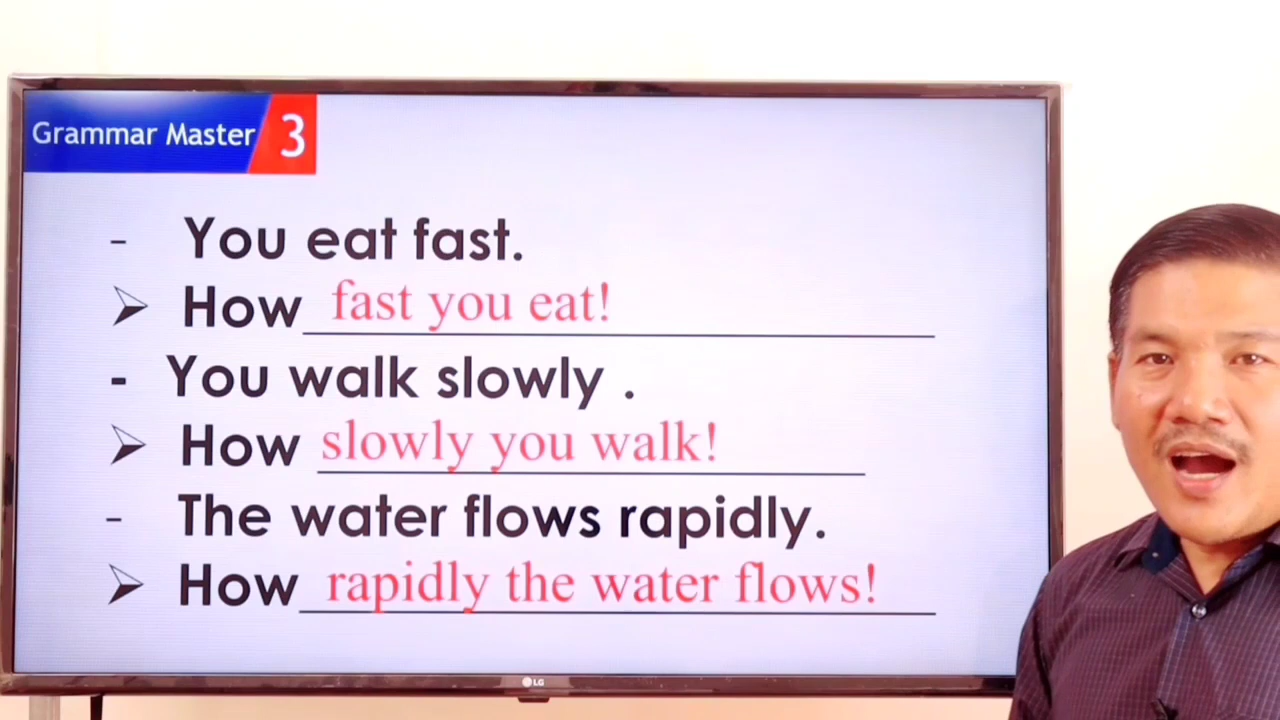 Grammar Master 3
- You eat fast.
➢ How fast you eat!
- You walk slowly .
➢ How slowly you walk!
- The water flows rapidly.
➢ How rapidly the water flows!
LG